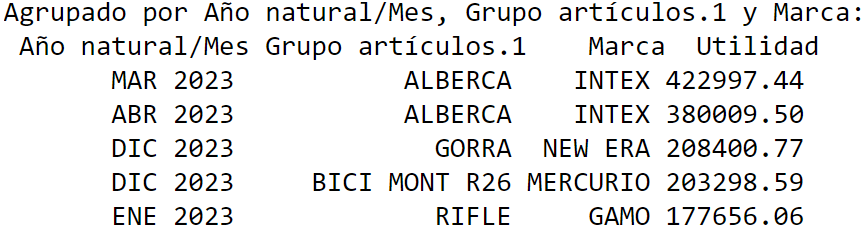 Agrupado por Año natural/Mes, Grupo artículos.1 y Marca:
Año natural/Mes Grupo artículos.1 Marca Utilidad
MAR 2023 ALBERCA INTEX 422997.44
ABR 2023 ALBERCA INTEX 380009.50
DIC 2023 GORRA NEW ERA 208400.77
DIC 2023 BICI MONT R26 MERCURIO 203298.59
ENE 2023 RIFLE GAMO 177656.06